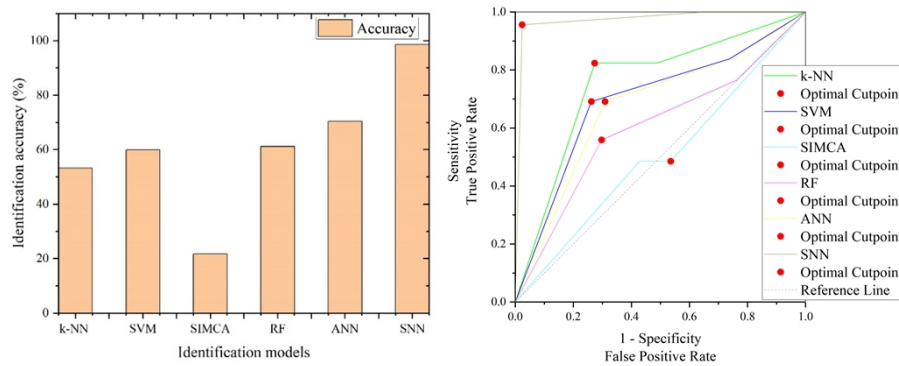 Accuracy
Identification accuracy (%)
100
80
60
40
20
0
k-NN SVM SIMCA RF ANN SNN
Identification models
Sensitivity
True Positive Rate
1.0
0.8
0.6
0.4
0.2
0.0
k-NN
Optimal Cutpoin
SVM
Optimal Cutpoin
SIMCA
Optimal Cutpoin
RF
Optimal Cutpoin
ANN
Optimal Cutpoin
SNN
Optimal Cutpoin
Reference Line
0.0 0.2 0.4 0.6 0.8 1.0
1 - Specificity
False Positive Rate